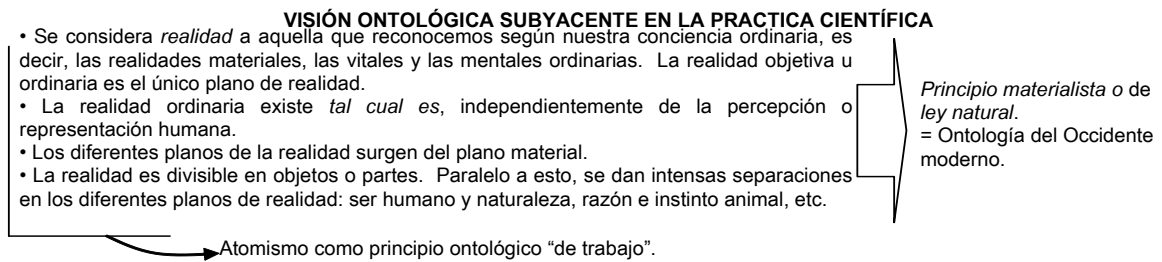 VISIÓN ONTOLÓGICA SUBYACENTE EN LA PRACTICA CIENTÍFICA
• Se considera realidad a aquella que reconocemos según nuestra conciencia ordinaria, es
decir, las realidades materiales, las vitales y las mentales ordinarias. La realidad objetiva u
ordinaria es el único plano de realidad.
• La realidad ordinaria existe tal cual es, independientemente de la percepción o
representación humana.
• Los diferentes planos de la realidad surgen del plano material.
• La realidad es divisible en objetos o partes. Paralelo a esto, se dan intensas separaciones
en los diferentes planos de realidad: ser humano y naturaleza, razón e instinto animal, etc.
Principio materialista o de
ley natural.
= Ontología del Occidente
moderno.
Atomismo como principio ontológico “de trabajo”.